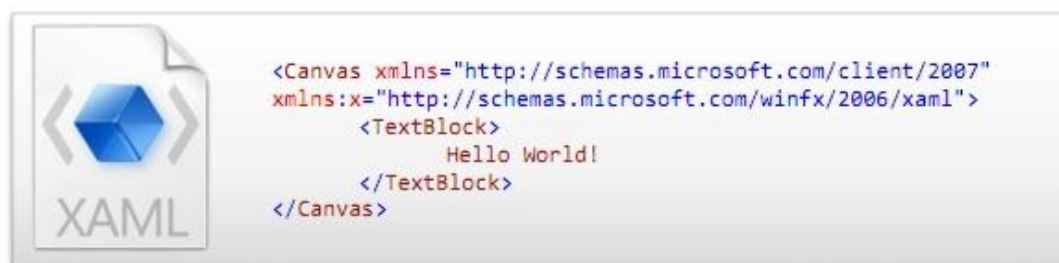 <Canvas xmlns="http://schemas.microsoft.com/client/2007"
xmlns:x="http://schemas.microsoft.com/winfx/2006/xaml">
<TextBlock>
Hello World!
</TextBlock>
</Canvas>
XAML